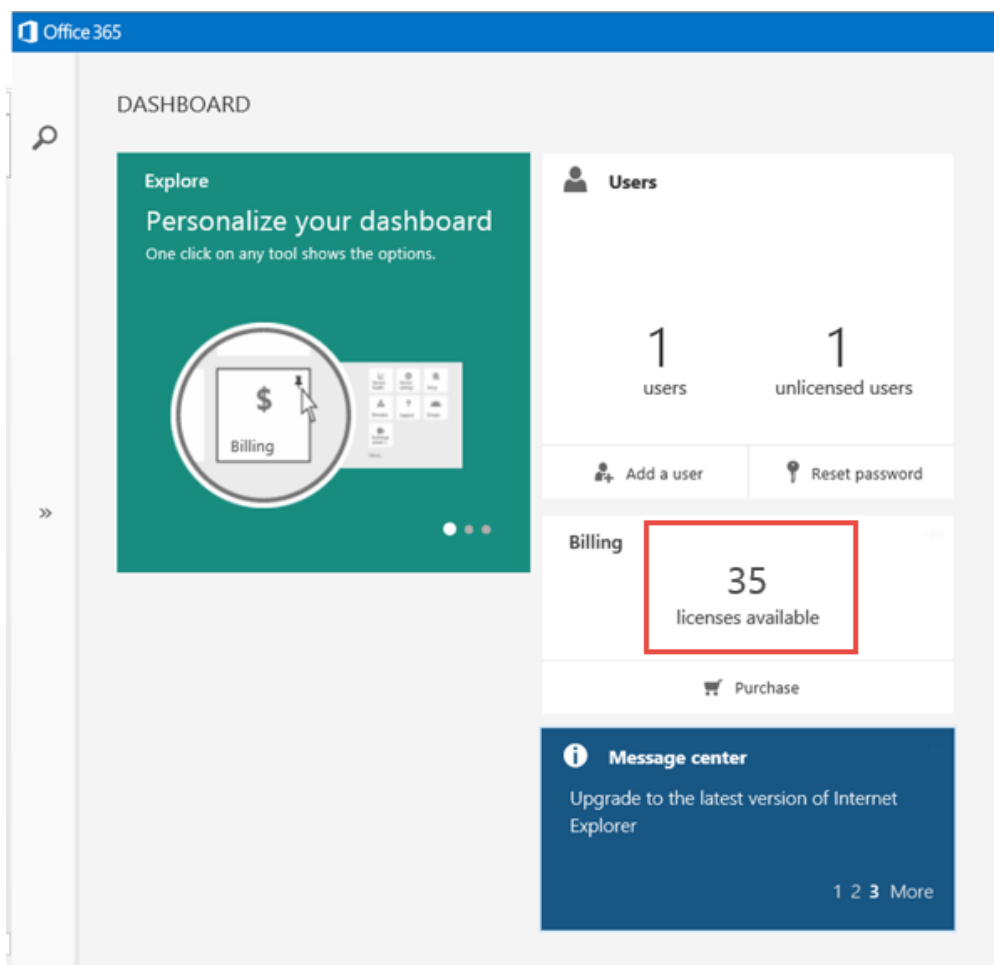 Office 365
DASHBOARD
Explore
Personalize your dashboard
One click on any tool shows the options.
$
Billing
Users
1
users
1
unlicensed users
Add a user
Reset password
Billing
35
licenses available
Purchase
Message center
Upgrade to the latest version of Internet
Explorer
1 2 3 More